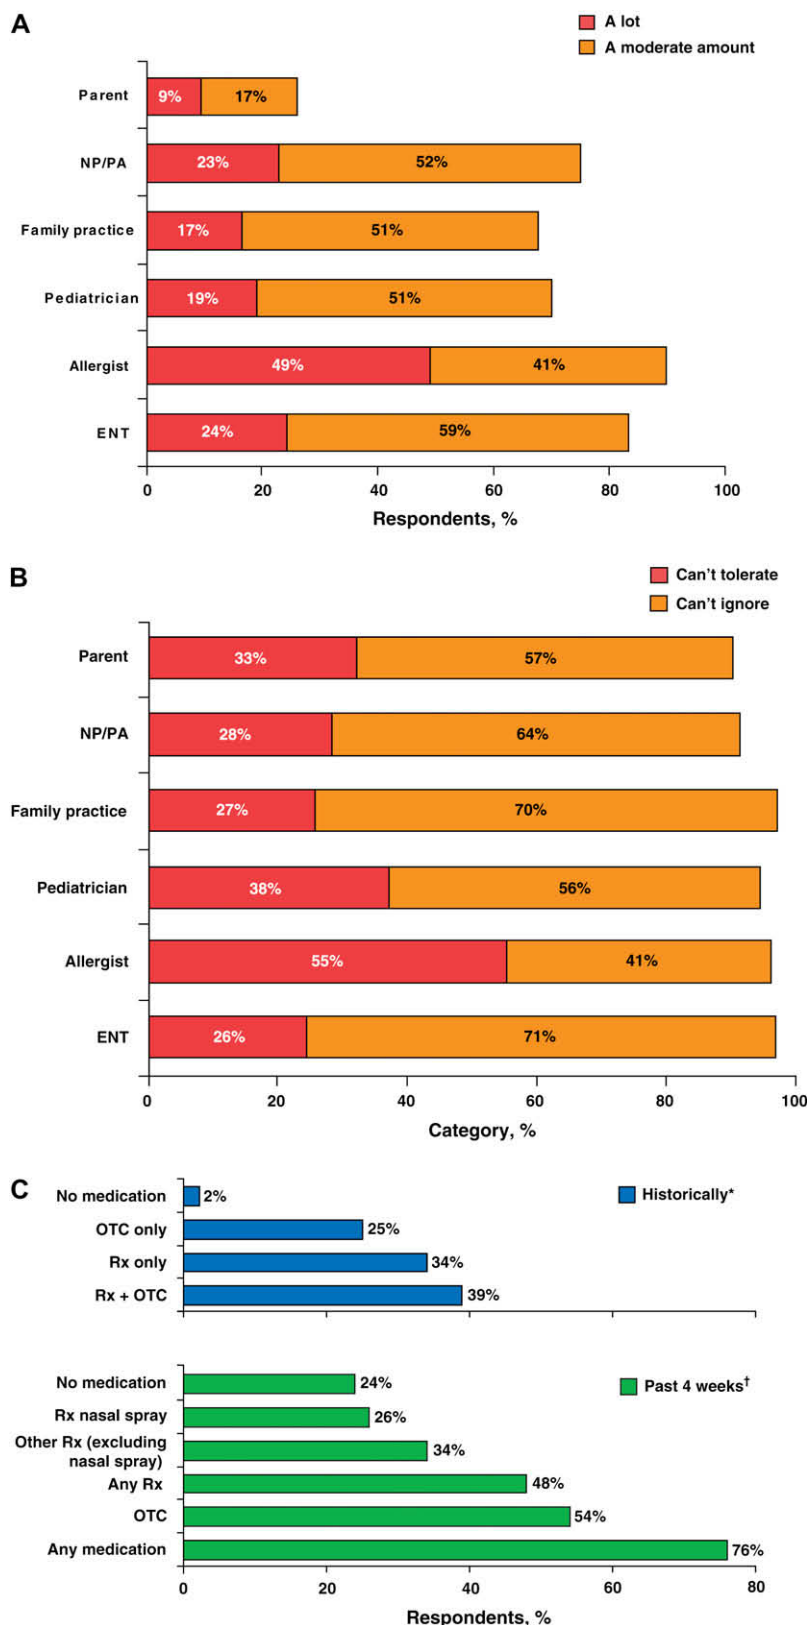 A
A lot
A moderate amount
Parent
9%
17%
NP/PA
23%
52%
Family practice
17%
51%
Pediatrician
19%
51%
Allergist
49%
41%
ENT
24%
59%
0 20 40 60 80 100
Respondents, %
B
Can't tolerate
Can't ignore
Parent
33%
57%
NP/PA
28%
64%
Family practice
27%
70%
Pediatrician
38%
56%
Allergist
55%
41%
ENT
26%
71%
0 20 40 60 80 100
Category, %
C
Historically*
No medication
2%
OTC only
25%
Rx only
34%
Rx + OTC
39%
Past 4 weeks†
No medication
24%
Rx nasal spray
26%
Other Rx (excluding
nasal spray)
34%
Any Rx
48%
OTC
54%
Any medication
76%
0 20 40 60 80
Respondents, %